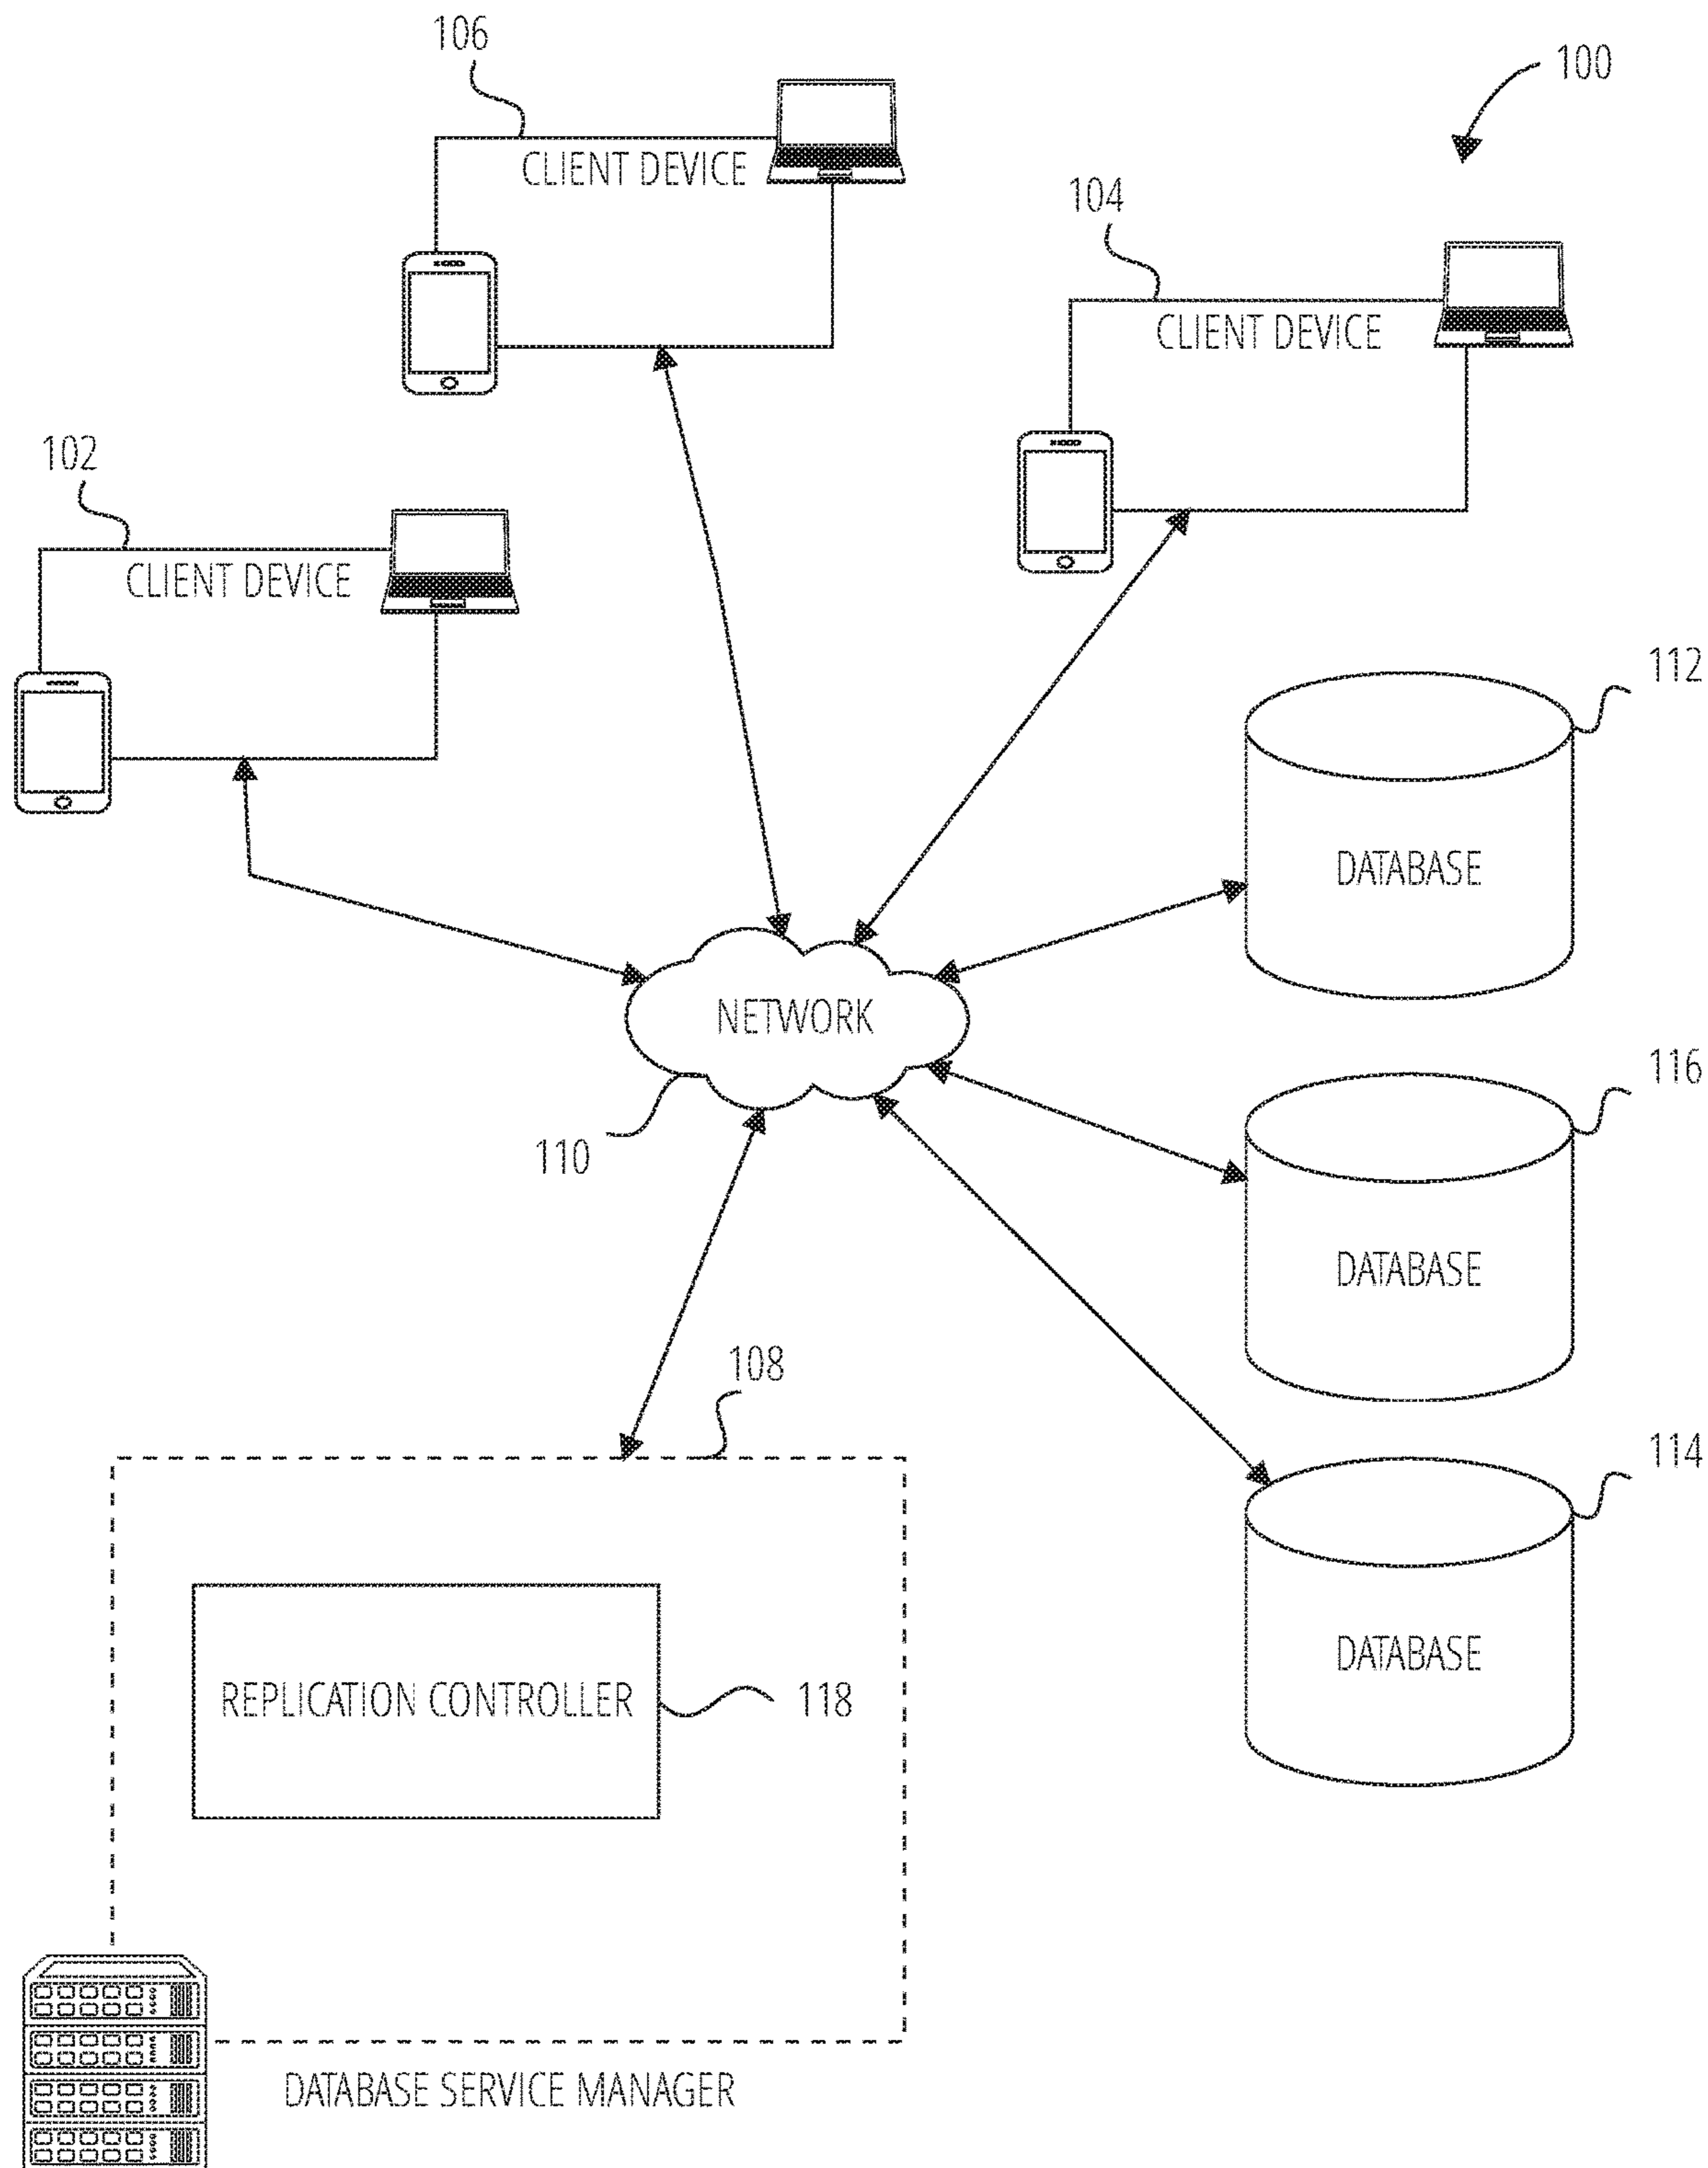 106
100
CLIENT DEVICE
104
CLIENT DEVICE
102
CLIENT DEVICE
112
DATABASE
NETWORK
116
110
DATABASE
108
114
DATABASE
REPLICATION CONTROLLER
118
DATABASE SERVICE MANAGER